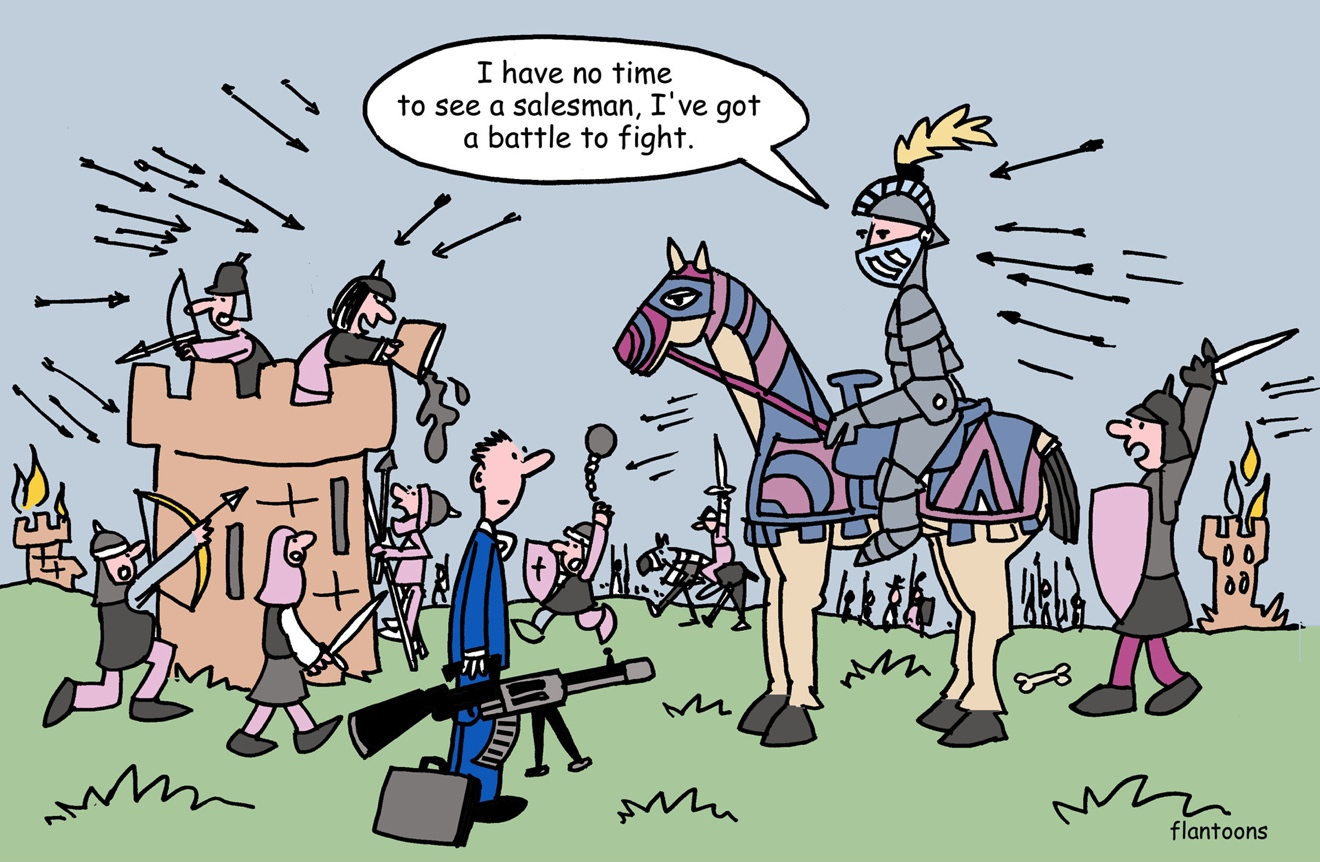 I have no time
to see a salesman, I've got
a battle to fight.
flantoons